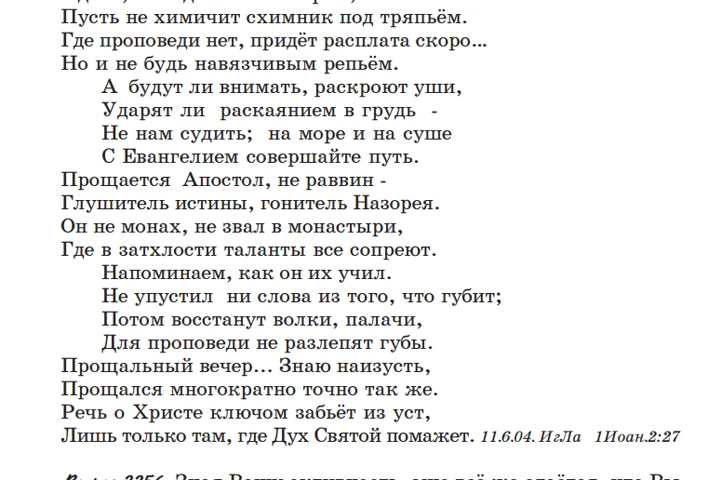 Пусть не химичит схимник под тряпьём.
Где проповеди нет, придёт расплата скоро...
Но и не будь навязчивым репьём.
А будут ли внимать, раскроют уши,
Ударят ли раскаянием в грудь -
Не нам судить; на море и на суше
С Евангелием совершайте путь.
Прощается Апостол, не раввин -
Глушитель истины, гонитель Назорея.
Он не монах, не звал в монастыри,
Где в затхлости таланты все сопреют.
Напоминаем, как он их учил.
Не упустил ни слова из того, что губит;
Потом восстанут волки, палачи,
Для проповеди не разлепят губы.
Прощальный вечер... Знаю наизусть,
Прощался многократно точно так же.
Речь о Христе ключом забьёт из уст,
Лишь только там, где Дух Святой помажет. 11.6.04. ИгЛа 1Иоан.2:27